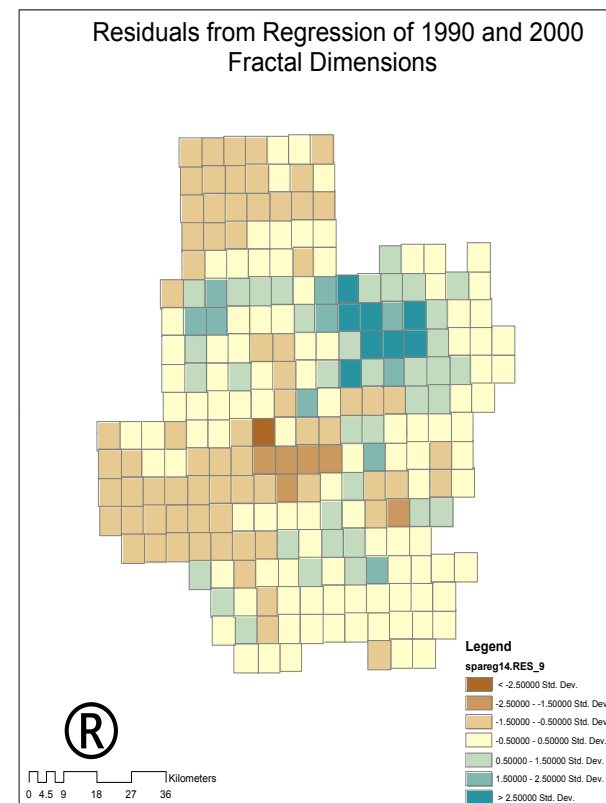 Residuals from Regression of 1990 and 2000
Fractal Dimensions
Legend
spareg14.RES_9
< -2.50000 Std. Dev.
-2.50000 - -1.50000 Std. Dev
-1.50000 - -0.50000 Std. Dev.
-0.50000 - 0.50000 Std. Dev.
0.50000 - 1.50000 Std. Dev.
1.50000 - 2.50000 Std. Dev.
> 2.50000 Std. Dev.
®
Kilometers
0 4.5 9 18 27 36